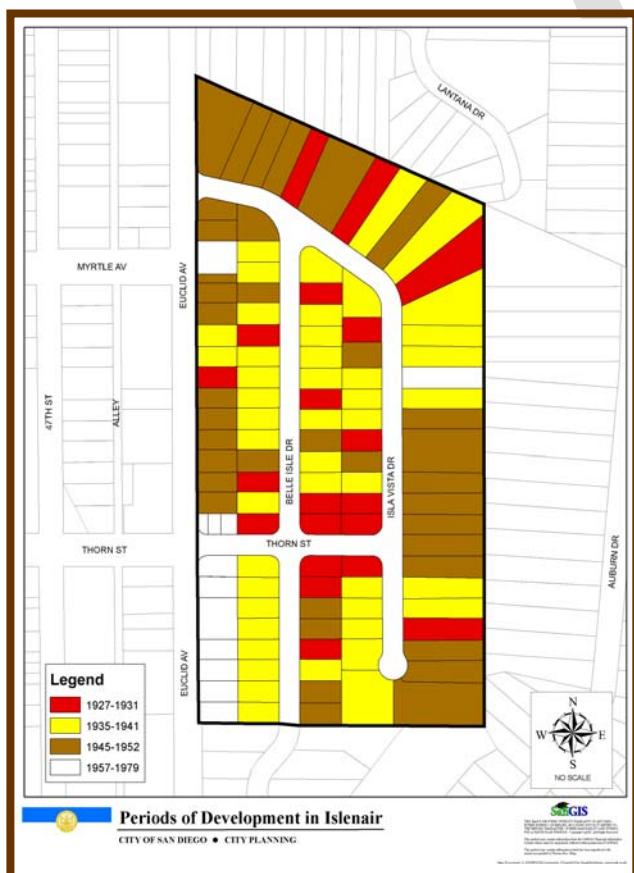 LANTANA DR
MYRTLE AV
EUCLID AV
47TH ST
ALLEY
BELLE ISLE DR
ISLA VISTA DR
THORN ST
THORN ST
AUBURN DR
EUCLID AV
Legend
1927-1931
1935-1941
1945-1952
1957-1979
N
W E
S
NO SCALE
SanGIS
Periods of Development in Islenair
CITY OF SAN DIEGO ● CITY PLANNING